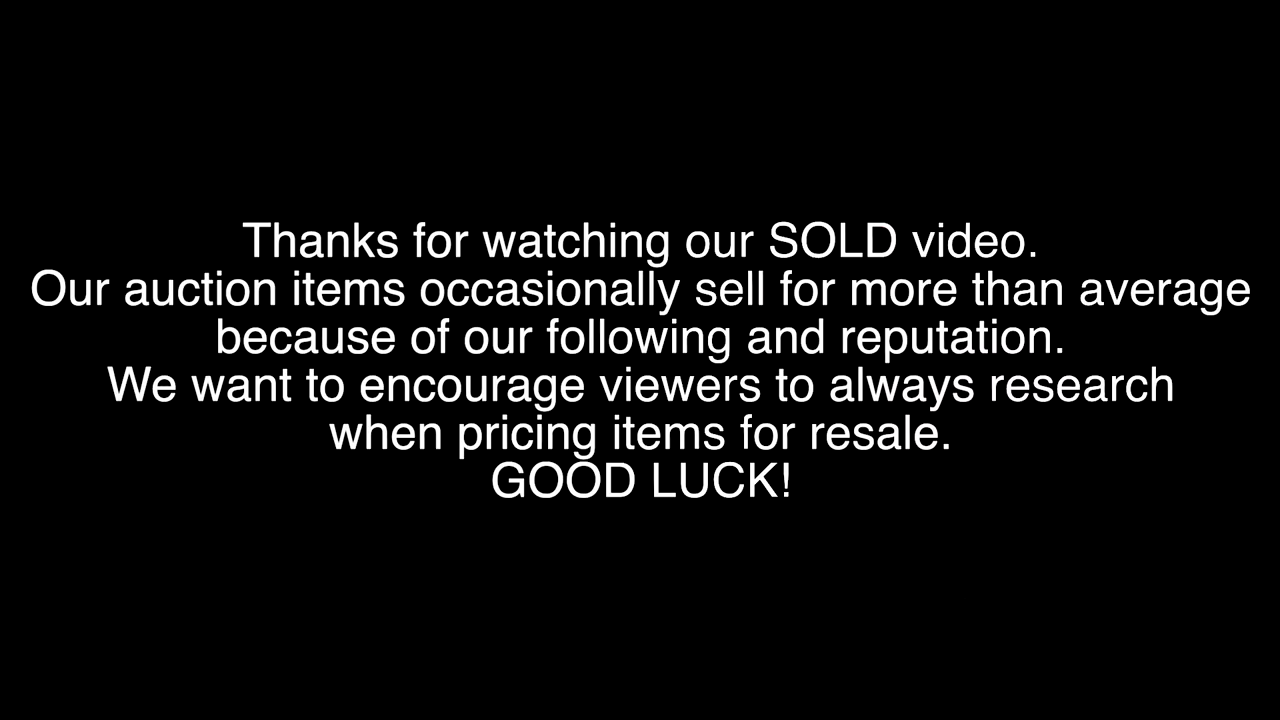 Thanks for watching our SOLD video.
Our auction items occasionally sell for more than average
because of our following and reputation.
We want to encourage viewers to always research
when pricing items for resale.
GOOD LUCK!